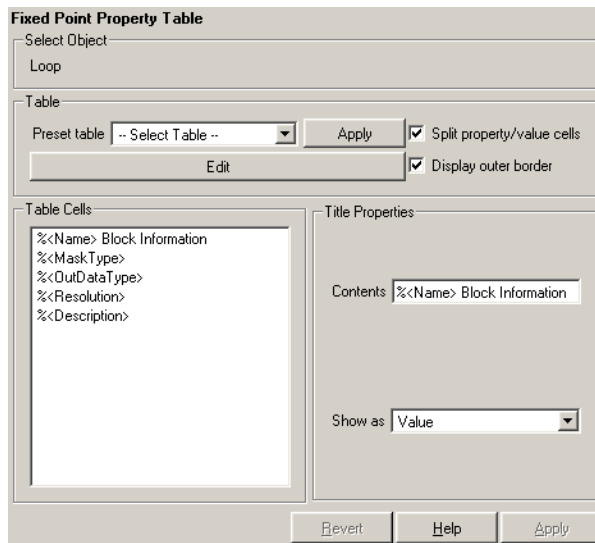 Fixed Point Property Table
Select Object
Loop
Table
Preset table -- Select Table -- Apply Split property/value cells
Edit Display outer border
Table Cells
%<Name> Block Information
%<MaskType>
%<OutDataType>
%<Resolution>
%<Description>
Title Properties
Contents %<Name> Block Information
Show as Value
Revert Help Apply